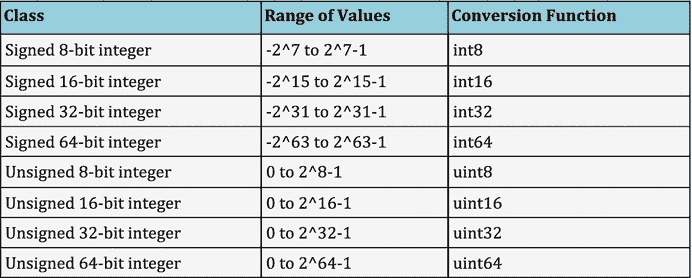 Class Range of Values Conversion Function
Signed 8-bit integer -2^7 to 2^7-1 int8
Signed 16-bit integer -2^15 to 2^15-1 int16
Signed 32-bit integer -2^31 to 2^31-1 int32
Signed 64-bit integer -2^63 to 2^63-1 int64
Unsigned 8-bit integer 0 to 2^8-1 uint8
Unsigned 16-bit integer 0 to 2^16-1 uint16
Unsigned 32-bit integer 0 to 2^32-1 uint32
Unsigned 64-bit integer 0 to 2^64-1 uint64